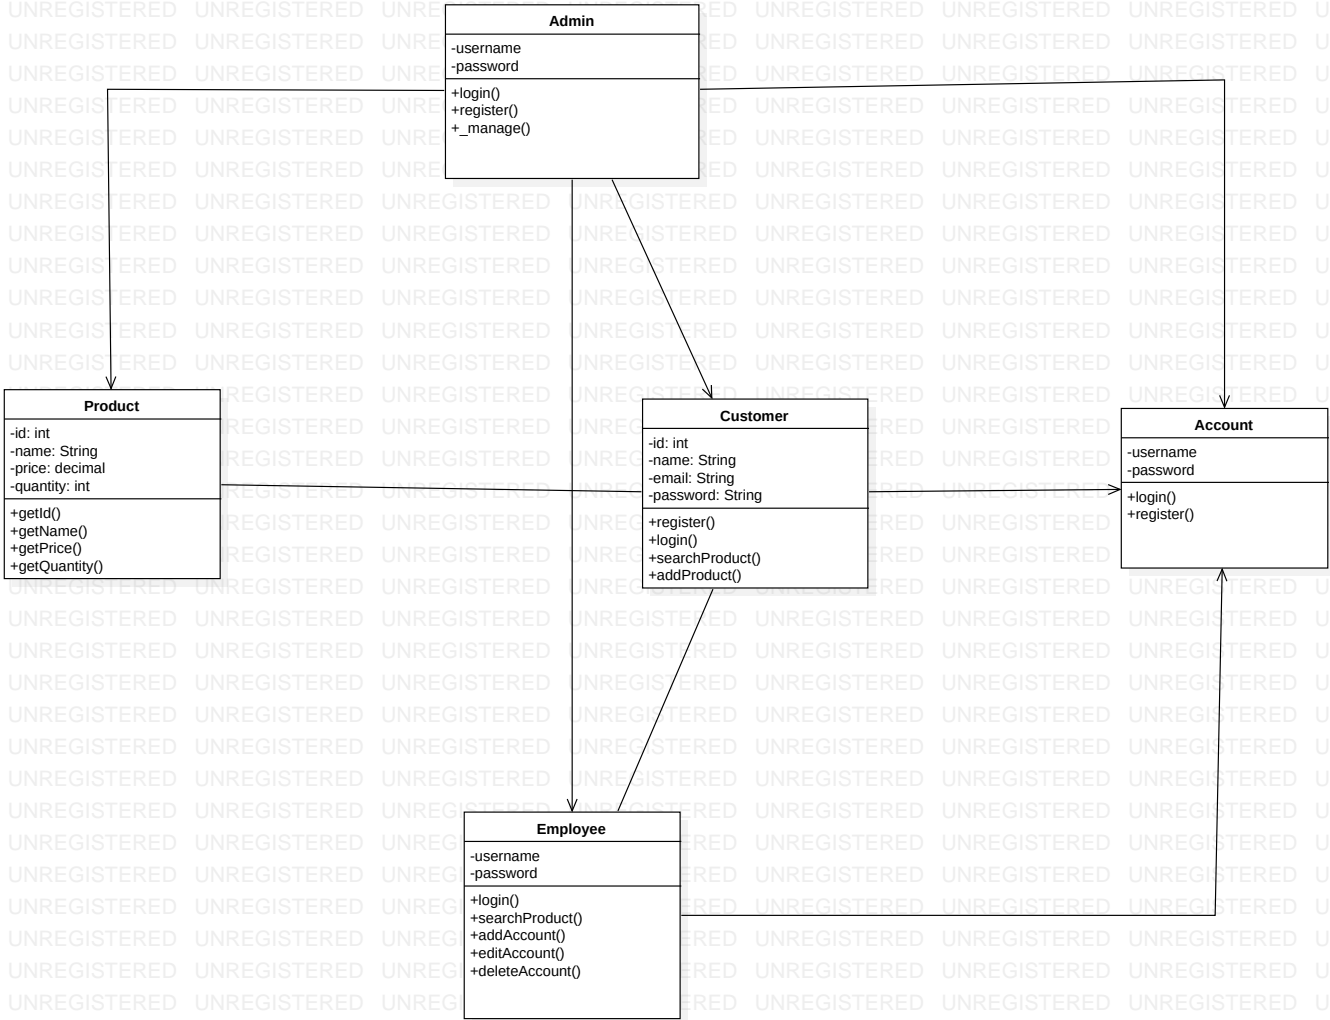 Admin
-username
-password
+login()
+register()
+_manage()
Product
-id: int
-name: String
-price: decimal
-quantity: int
+getId()
+getName()
+getPrice()
+getQuantity()
Customer
-id: int
-name: String
-email: String
-password: String
+register()
+login()
+searchProduct()
+addProduct()
Account
-username
-password
+login()
+register()
Employee
-username
-password
+login()
+searchProduct()
+addAccount()
+editAccount()
+deleteAccount()
UNREGISTERED